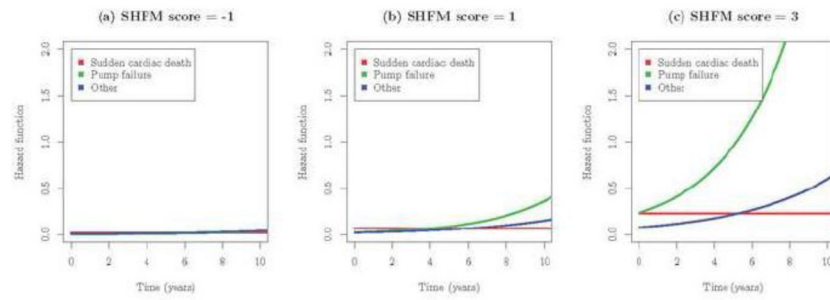 (a) SHFM score = -1
Sudden cardiac death
Pump failure
Other
Hazard function
0.0
0.5
1.0
1.5
2.0
0 2 4 6 8 10
Time (years)
(b) SHFM score = 1
Sudden cardiac death
Pump failure
Other
Hazard function
0.0
0.5
1.0
1.5
2.0
0 2 4 6 8 10
Time (years)
(c) SHFM score = 3
Sudden cardiac death
Pump failure
Other
Hazard function
0.0
0.5
1.0
1.5
2.0
0 2 4 6 8 10
Time (years)